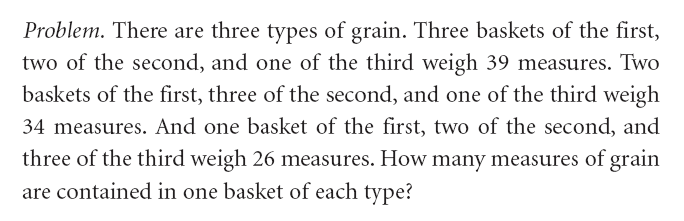 Problem. There are three types of grain. Three baskets of the first,
two of the second, and one of the third weigh 39 measures. Two
baskets of the first, three of the second, and one of the third weigh
34 measures. And one basket of the first, two of the second, and
three of the third weigh 26 measures. How many measures of grain
are contained in one basket of each type?